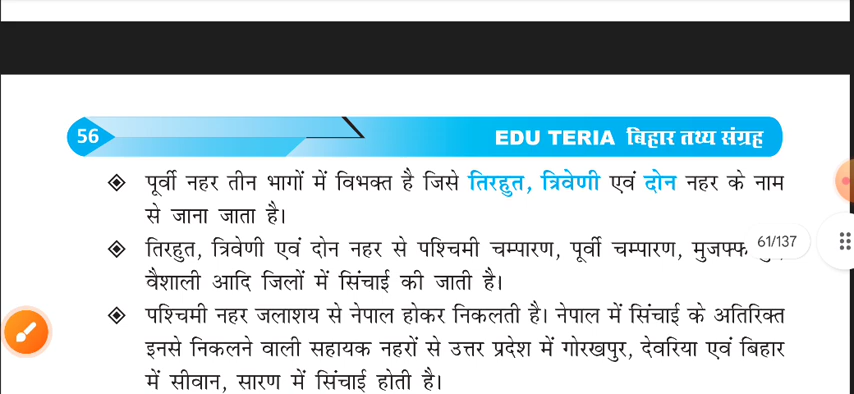 56
EDU TERIA बिहार तथ्य संग्रह
पूर्वी नहर तीन भागों में विभक्त है जिसे तिरहुत, त्रिवेणी एवं दोन नहर के नाम
से जाना जाता है।
तिरहुत, त्रिवेणी एवं दोन नहर से पश्चिमी चम्पारण, पूर्वी चम्पारण,
61/137
वैशाली आदि जिलों में सिंचाई की जाती है।
पश्चिमी नहर जलाशय से नेपाल होकर निकलती है। नेपाल में सिंचाई के अतिरिक्त
इनसे निकलने वाली सहायक नहरों से उत्तर प्रदेश में गोरखपुर, देवरिया एवं बिहार
में सीवान, सारण में सिंचाई होती है।